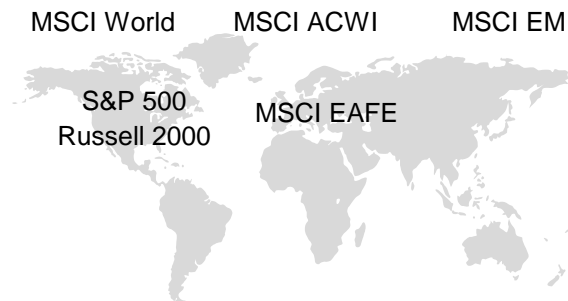 MSCI World
MSCI ACWI
MSCI EM
S&P 500
Russell 2000
MSCI EAFE